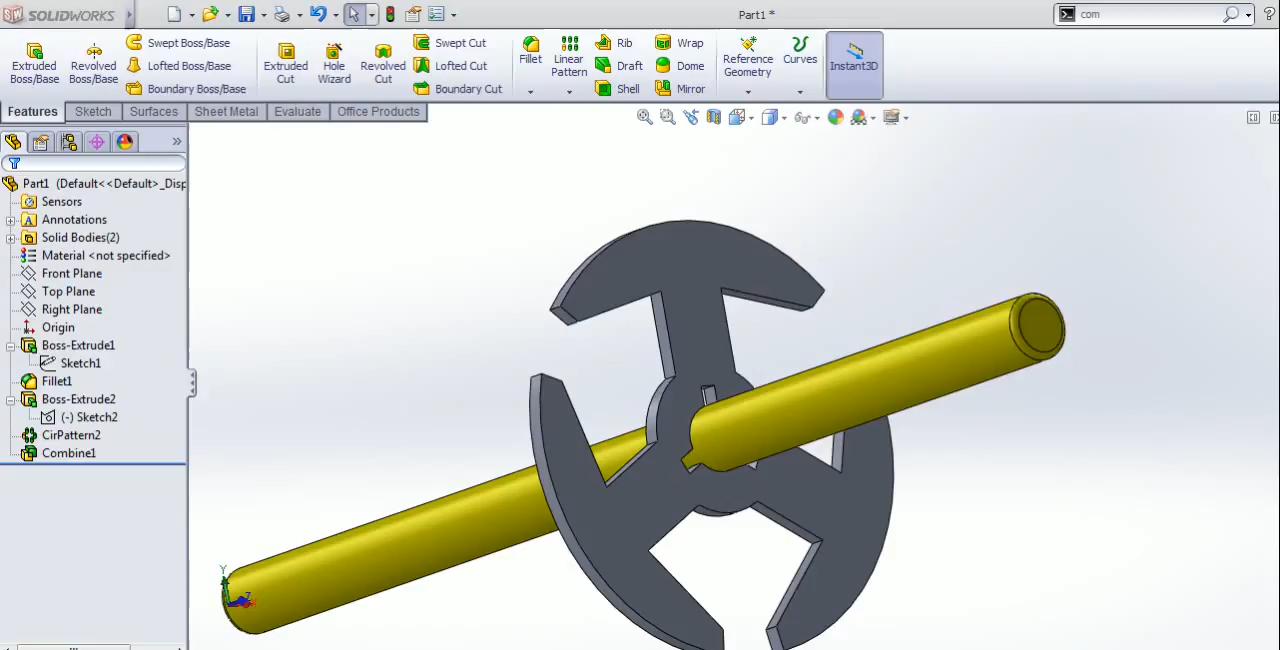 SOLIDWORKS
Part1 *
com
Extruded Boss/Base
Revolved Boss/Base
Swept Boss/Base
Lofted Boss/Base
Boundary Boss/Base
Extruded Cut
Hole Wizard
Revolved Cut
Swept Cut
Lofted Cut
Boundary Cut
Fillet
Linear Pattern
Rib
Draft
Shell
Wrap
Dome
Mirror
Reference Geometry
Curves
Instant3D
Features Sketch Surfaces Sheet Metal Evaluate Office Products
Part1 (Default<<Default>_Disp
Sensors
Annotations
Solid Bodies(2)
Material <not specified>
Front Plane
Top Plane
Right Plane
Origin
Boss-Extrude1
Sketch1
Fillet1
Boss-Extrude2
(-) Sketch2
CirPattern2
Combine1
Y
Z
X